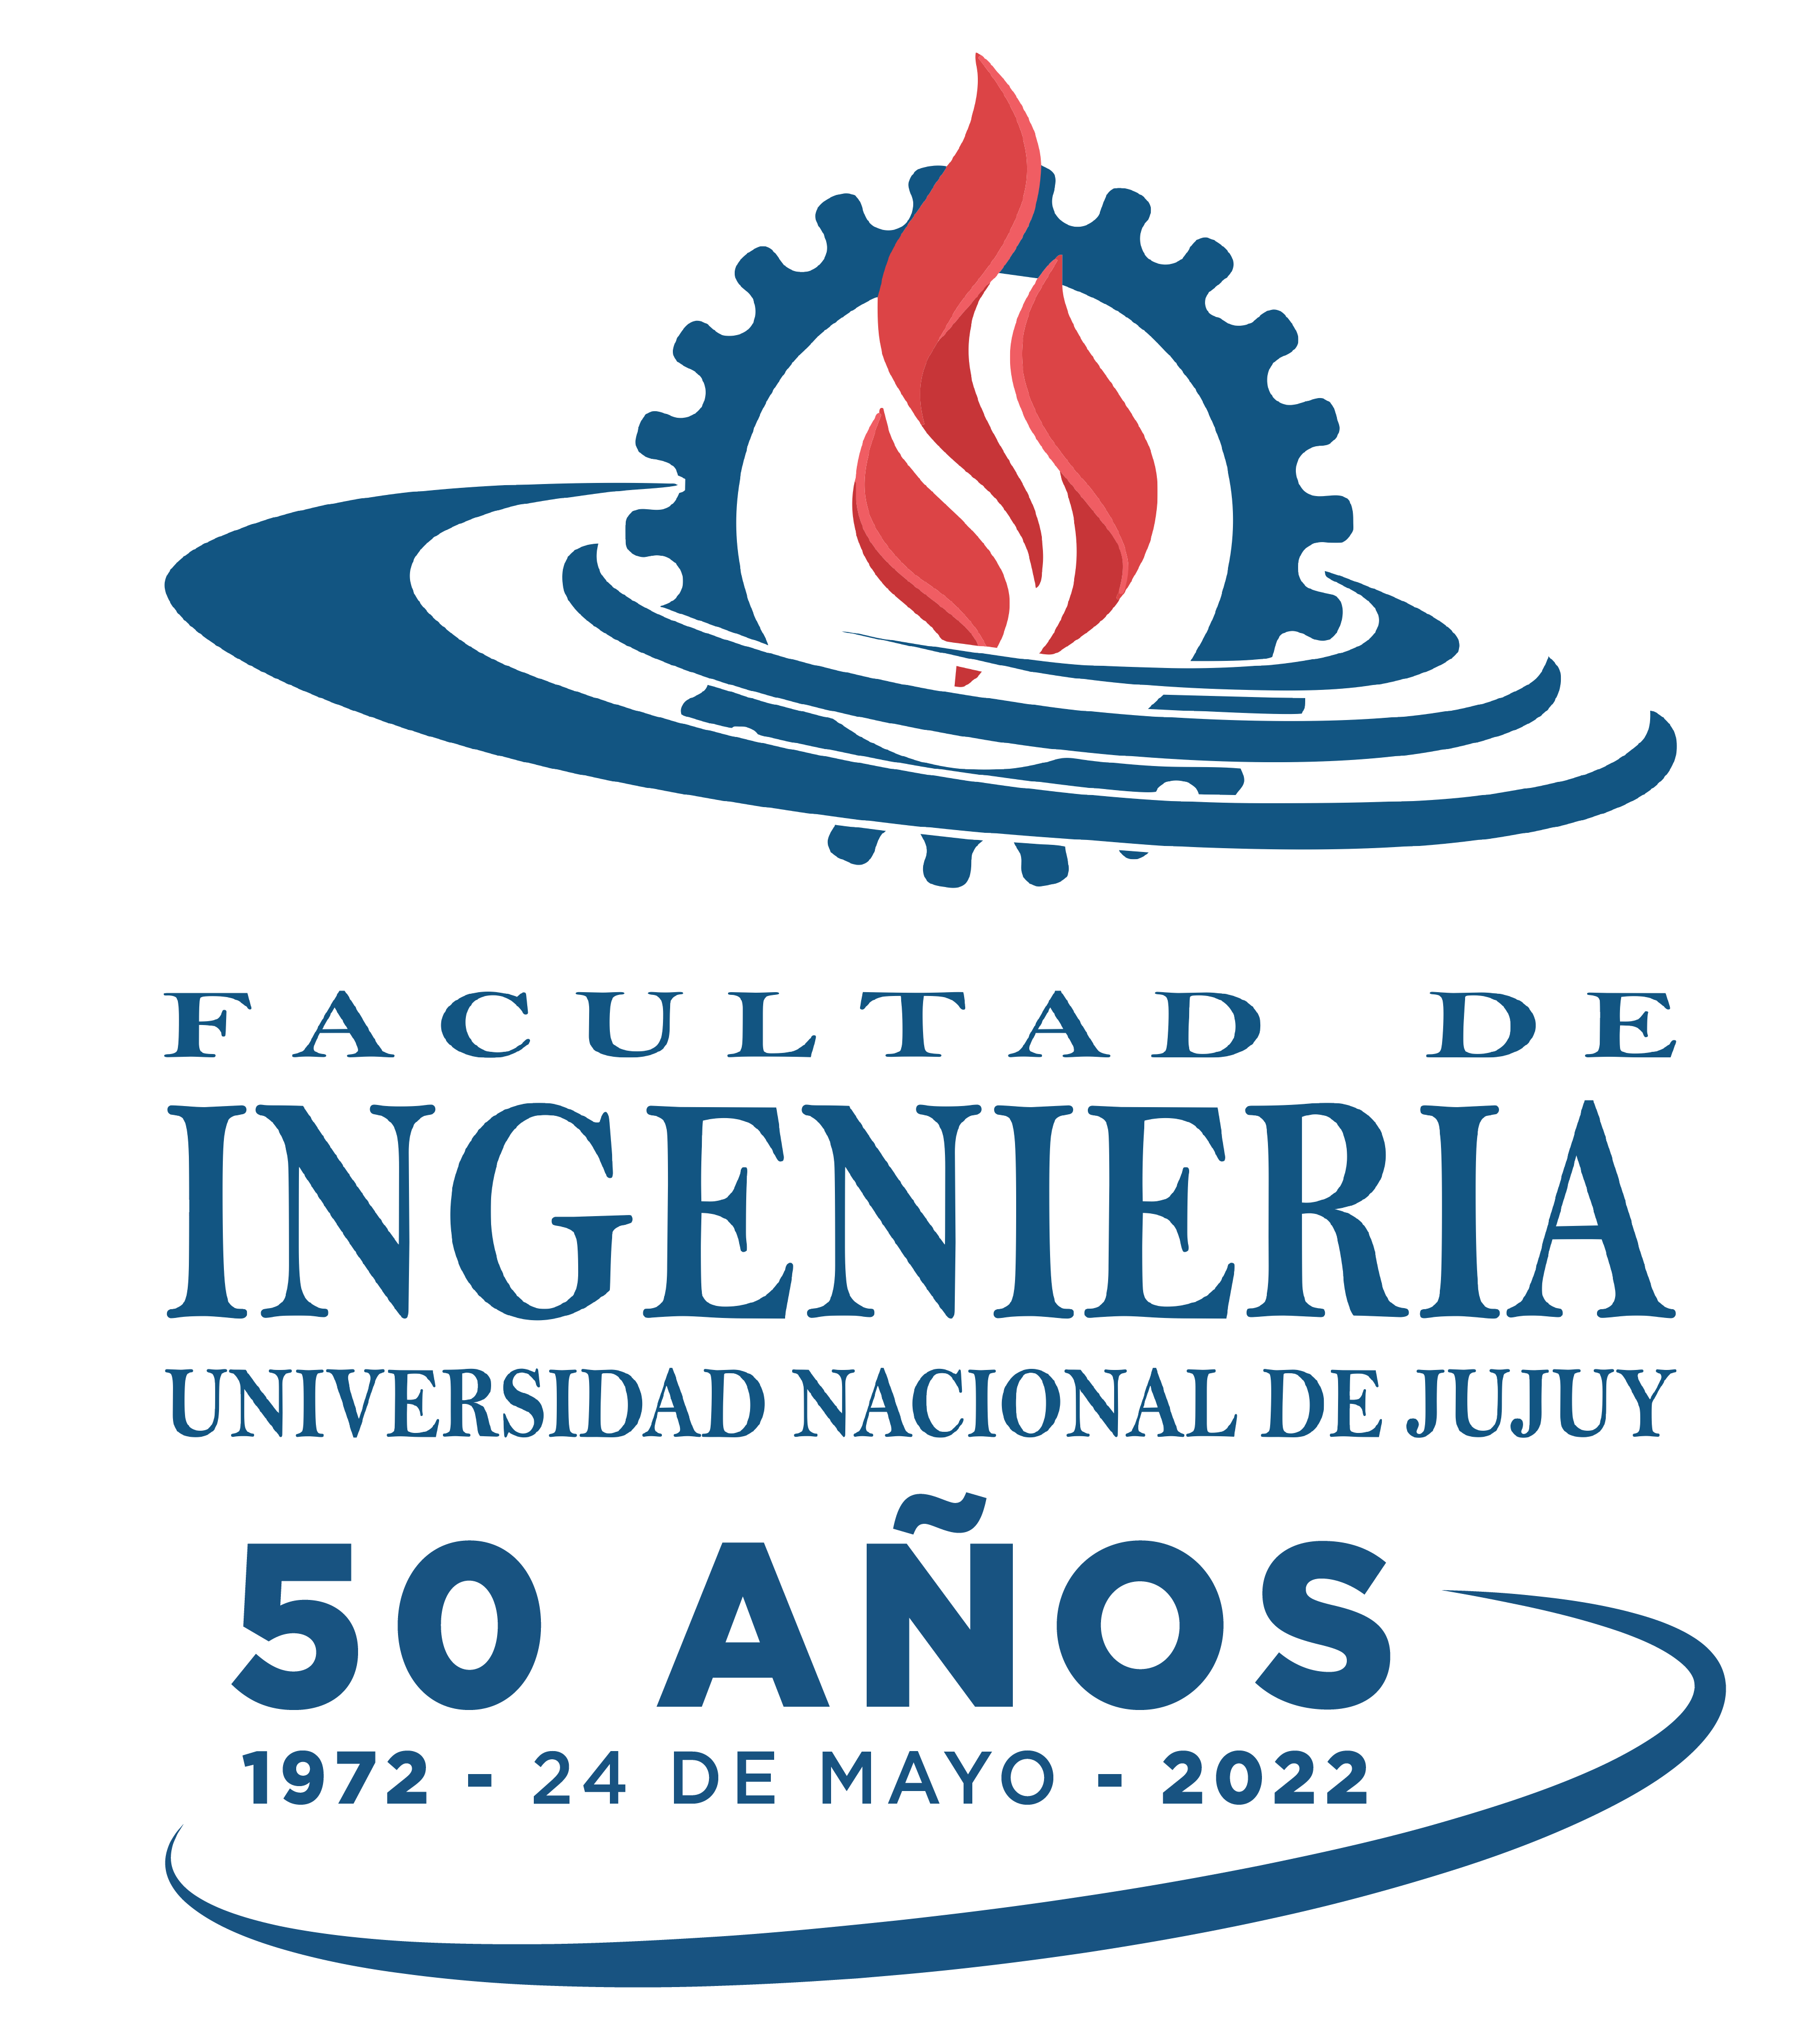 FACULTAD DE
INGENIERIA
UNIVERSIDAD NACIONAL DE JUJUY
50 AÑOS
1972 - 24 DE MAYO - 2022